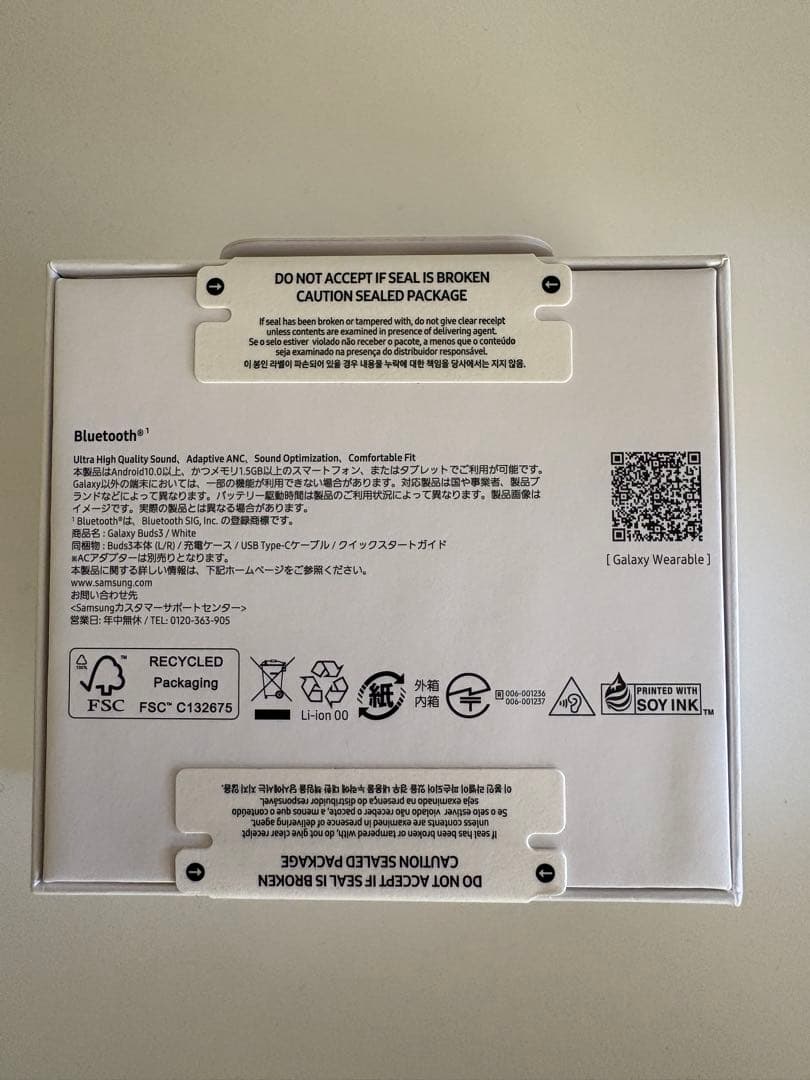 DO NOT ACCEPT IF SEAL IS BROKEN
CAUTION SEALED PACKAGE
If seal has been broken or tampered with, do not give clear receipt
unless contents are examined in presence of delivering agent.
Se o selo estiver violado não receber o pacote, a menos que o conteúdo
seja examinado na presença do distribuidor responsável.
이 봉인 라벨이 파손되어 있을 경우 내용물 누락에 대한 책임을 당사에서는 지지 않음.
Bluetooth® 1
Ultra High Quality Sound、Adaptive ANC、Sound Optimization、Comfortable Fit
本製品はAndroid10.0以上、かつメモリ1.5GB以上のスマートフォン、またはタブレットでご利用が可能です。
Galaxy以外の端末においては、一部の機能が利用できない場合があります。対応製品は国や事業者、製品ブ
ランドなどによって異なります。バッテリー駆動時間は製品のご利用状況によって異なります。製品画像は
イメージです。実際の製品とは異なる場合があります。
1 Bluetooth®は、Bluetooth SIG, Inc. の登録商標です。
商品名 : Galaxy Buds3 / White
同梱物 : Buds3本体 (L/R) / 充電ケース / USB Type-Cケーブル / クイックスタートガイド
※ACアダプターは別売りとなります。
本製品に関する詳しい情報は、下記ホームページをご参照ください。
www.samsung.com
お問い合わせ先
<Samsungカスタマーサポートセンター>
営業日: 年中無休 / TEL: 0120-363-905
[ Galaxy Wearable ]
100%
FSC
RECYCLED
Packaging
FSC™ C132675
Li-ion 00
紙
外箱
内箱
R 006-001236
006-001237
PRINTED WITH
SOY INK TM
DO NOT ACCEPT IF SEAL IS BROKEN
CAUTION SEALED PACKAGE
If seal has been broken or tampered with, do not give clear receipt
unless contents are examined in presence of delivering agent.
Se o selo estiver violado não receber o pacote, a menos que o conteúdo
seja examinado na presença do distribuidor responsável.
이 봉인 라벨이 파손되어 있을 경우 내용물 누락에 대한 책임을 당사에서는 지지 않음.